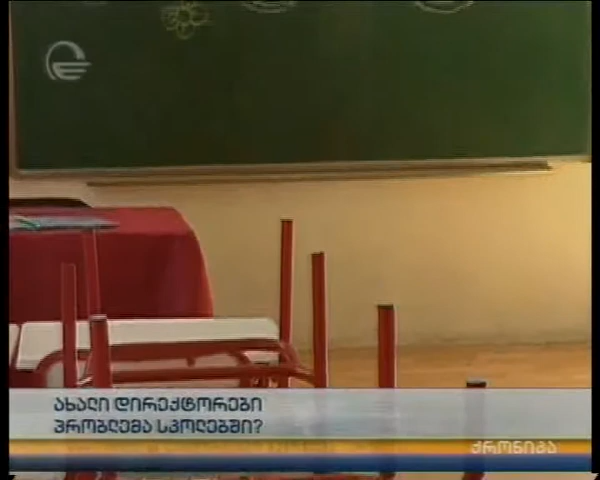 ახალი დირექტორები
პრობლემა სკოლებში?
ქრონიკა